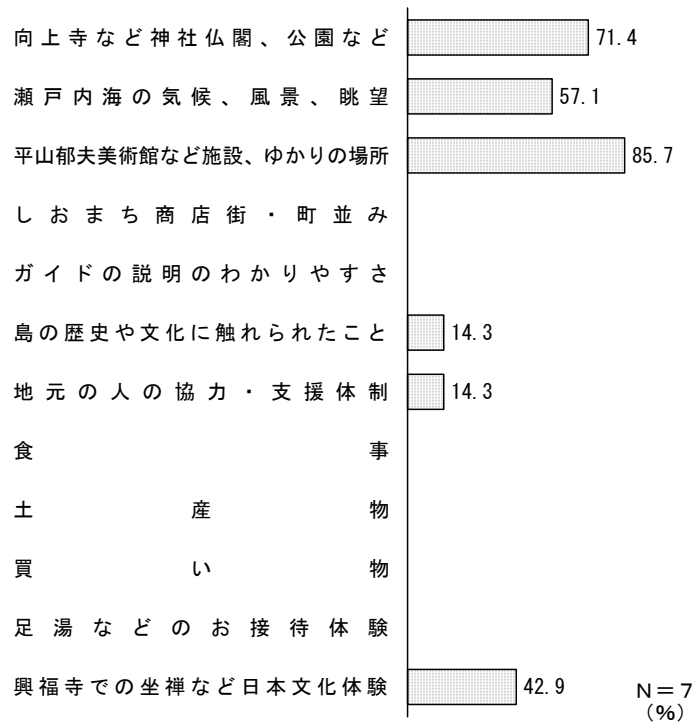 向上寺など神社仏閣、公園など 71.4
瀬戸内海の気候、風景、眺望 57.1
平山郁夫美術館など施設、ゆかりの場所 85.7
しおまち商店街・町並み
ガイドの説明のわかりやすさ
島の歴史や文化に触れられたこと 14.3
地元の人の協力・支援体制 14.3
食事
土産物
買い物
足湯などのお接待体験
興福寺での坐禅など日本文化体験 42.9
N=7
(%)